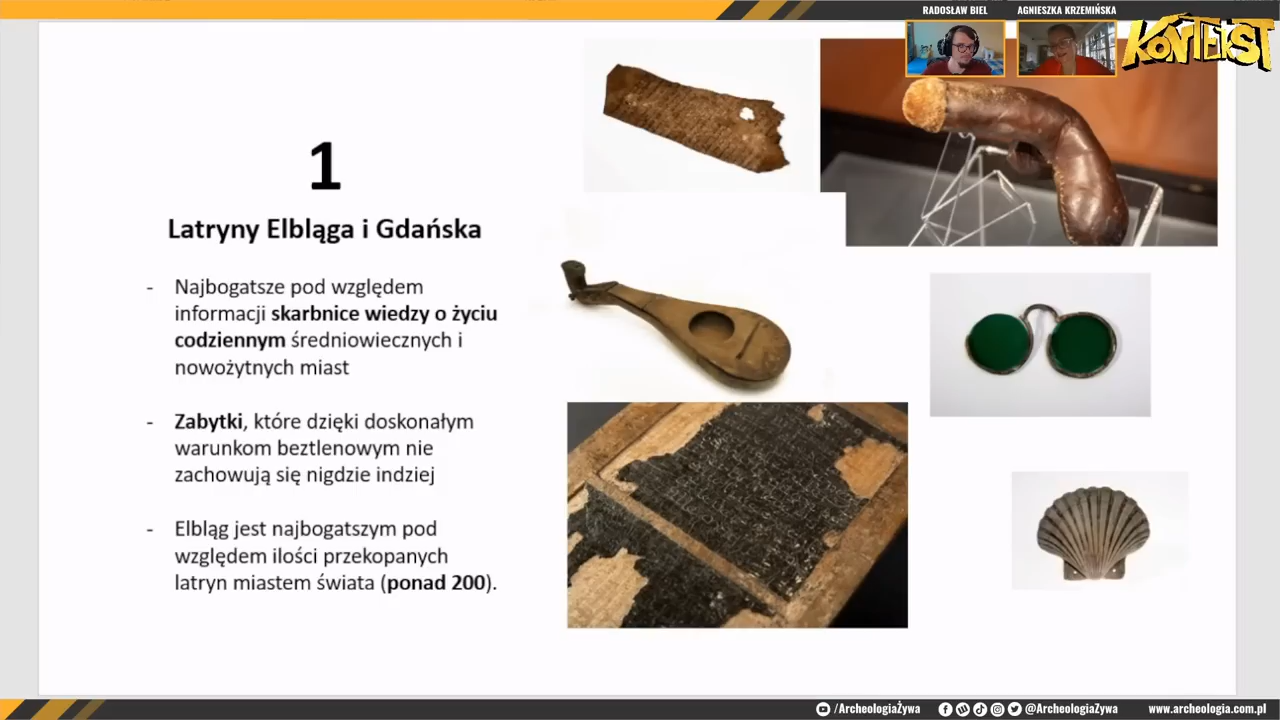 RADOSŁAW BIEL
AGNIESZKA KRZEMIŃSKA
KONTEKST
1
Latryny Elbląga i Gdańska
- Najbogatsze pod względem
informacji skarbnice wiedzy o życiu
codziennym średniowiecznych i
nowożytnych miast
- Zabytki, które dzięki doskonałym
warunkom beztlenowym nie
zachowują się nigdzie indziej
- Elbląg jest najbogatszym pod
względem ilości przekopanych
latryn miastem świata (ponad 200).
/ArcheologiaŻywa
@ArcheologiaŻywa
www.archeologia.com.pl